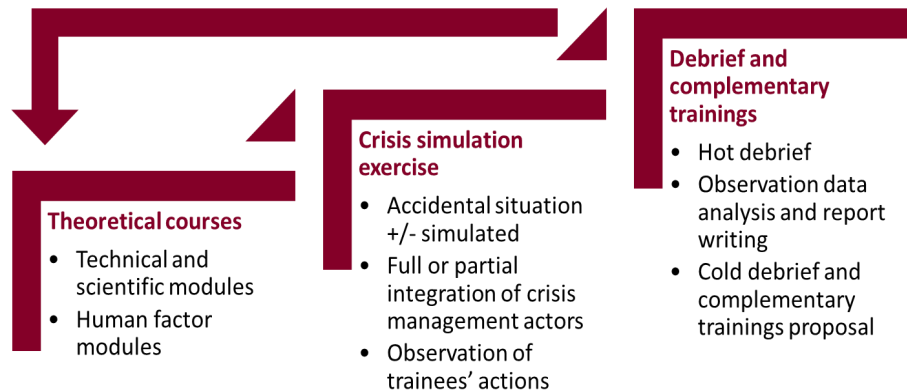 Theoretical courses
• Technical and
scientific modules
• Human factor
modules
Crisis simulation
exercise
• Accidental situation
+/- simulated
• Full or partial
integration of crisis
management actors
• Observation of
trainees' actions
Debrief and
complementary
trainings
• Hot debrief
• Observation data
analysis and report
writing
• Cold debrief and
complementary
trainings proposal